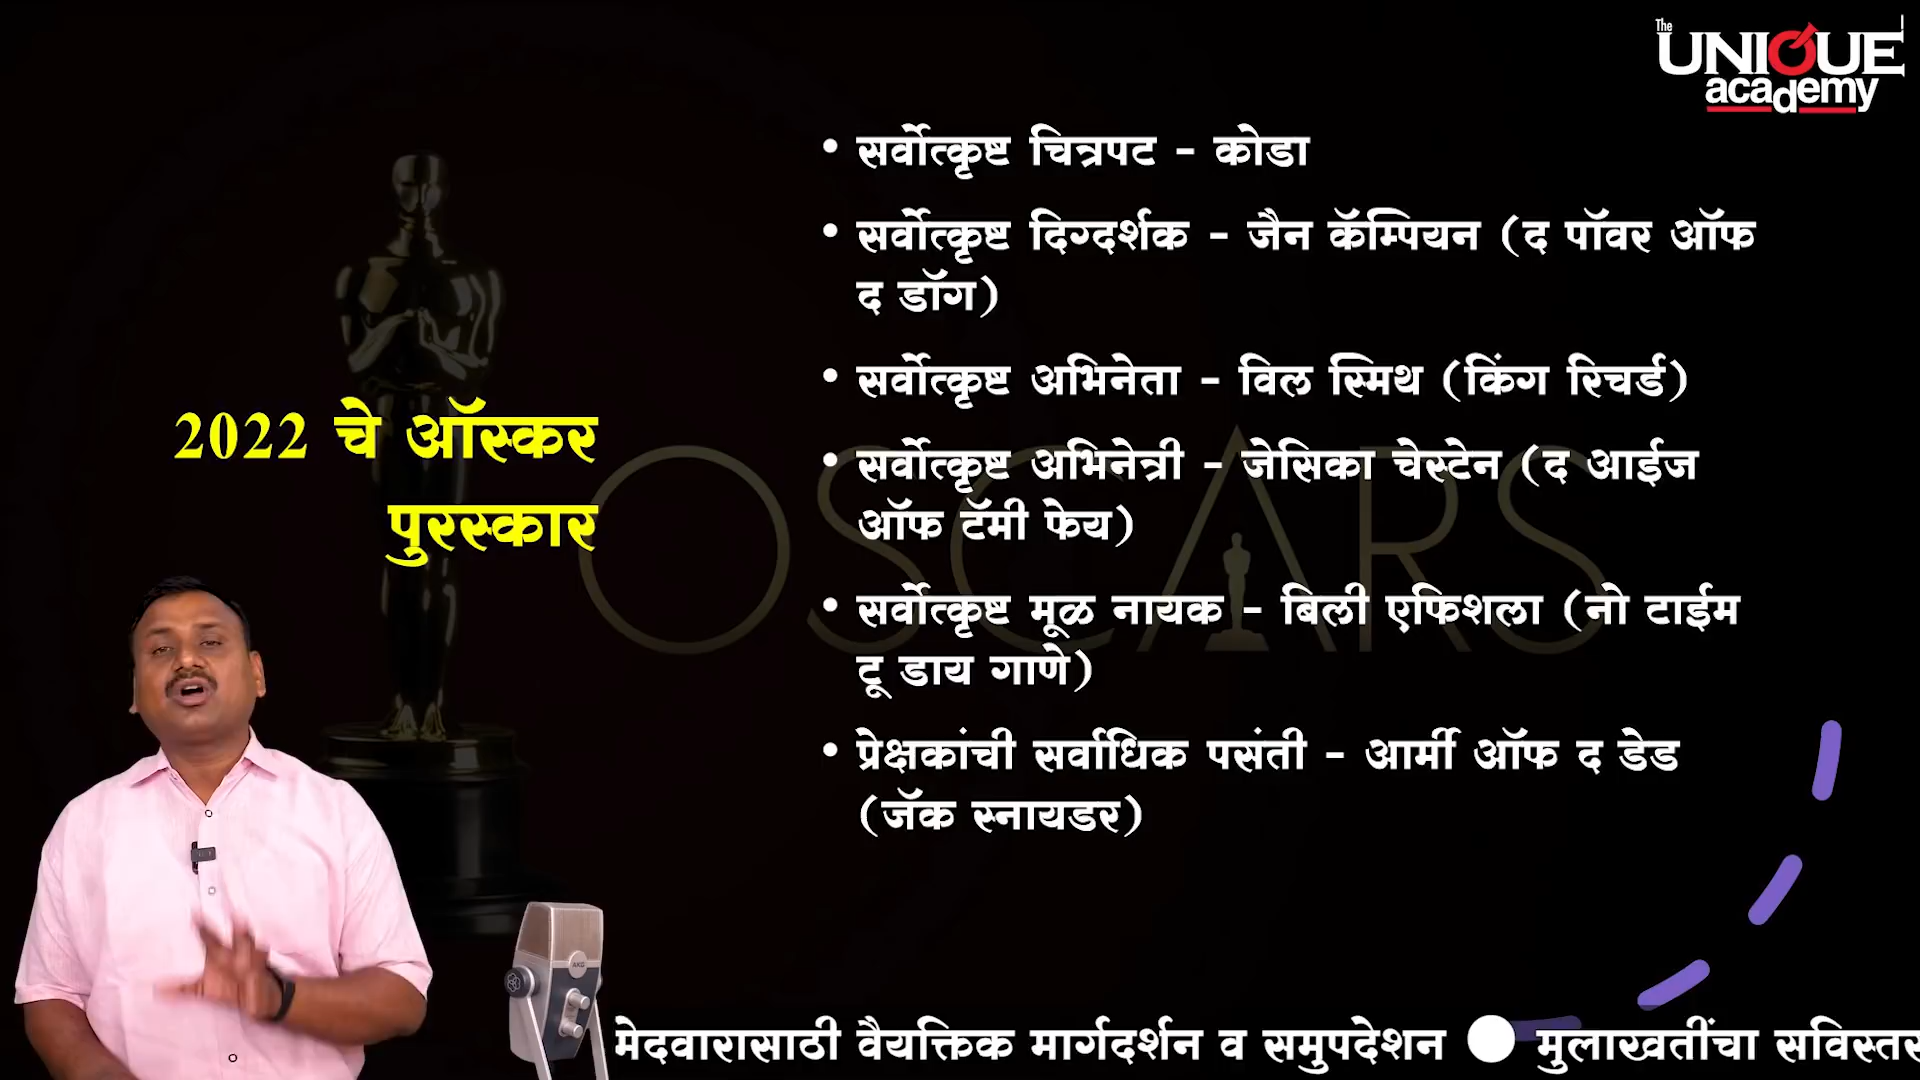 The
UNIQUE
academy
2022 चे ऑस्कर
पुरस्कार
OSCARS
• सर्वोत्कृष्ट चित्रपट - कोडा
• सर्वोत्कृष्ट दिग्दर्शक - जैन कॅम्पियन (द पॉवर ऑफ
द डॉग)
• सर्वोत्कृष्ट अभिनेता - विल स्मिथ (किंग रिचर्ड)
• सर्वोत्कृष्ट अभिनेत्री - जेसिका चेस्टेन (द आईज
ऑफ टॅमी फेय)
• सर्वोत्कृष्ट मूळ नायक - बिली एफिशला (नो टाईम
टू डाय गाणे)
• प्रेक्षकांची सर्वाधिक पसंती - आर्मी ऑफ द डेड
(जॅक स्नायडर)
AKG
मेदवारासाठी वैयक्तिक मार्गदर्शन व समुपदेशन ● मुलाखतींचा सविस्तर